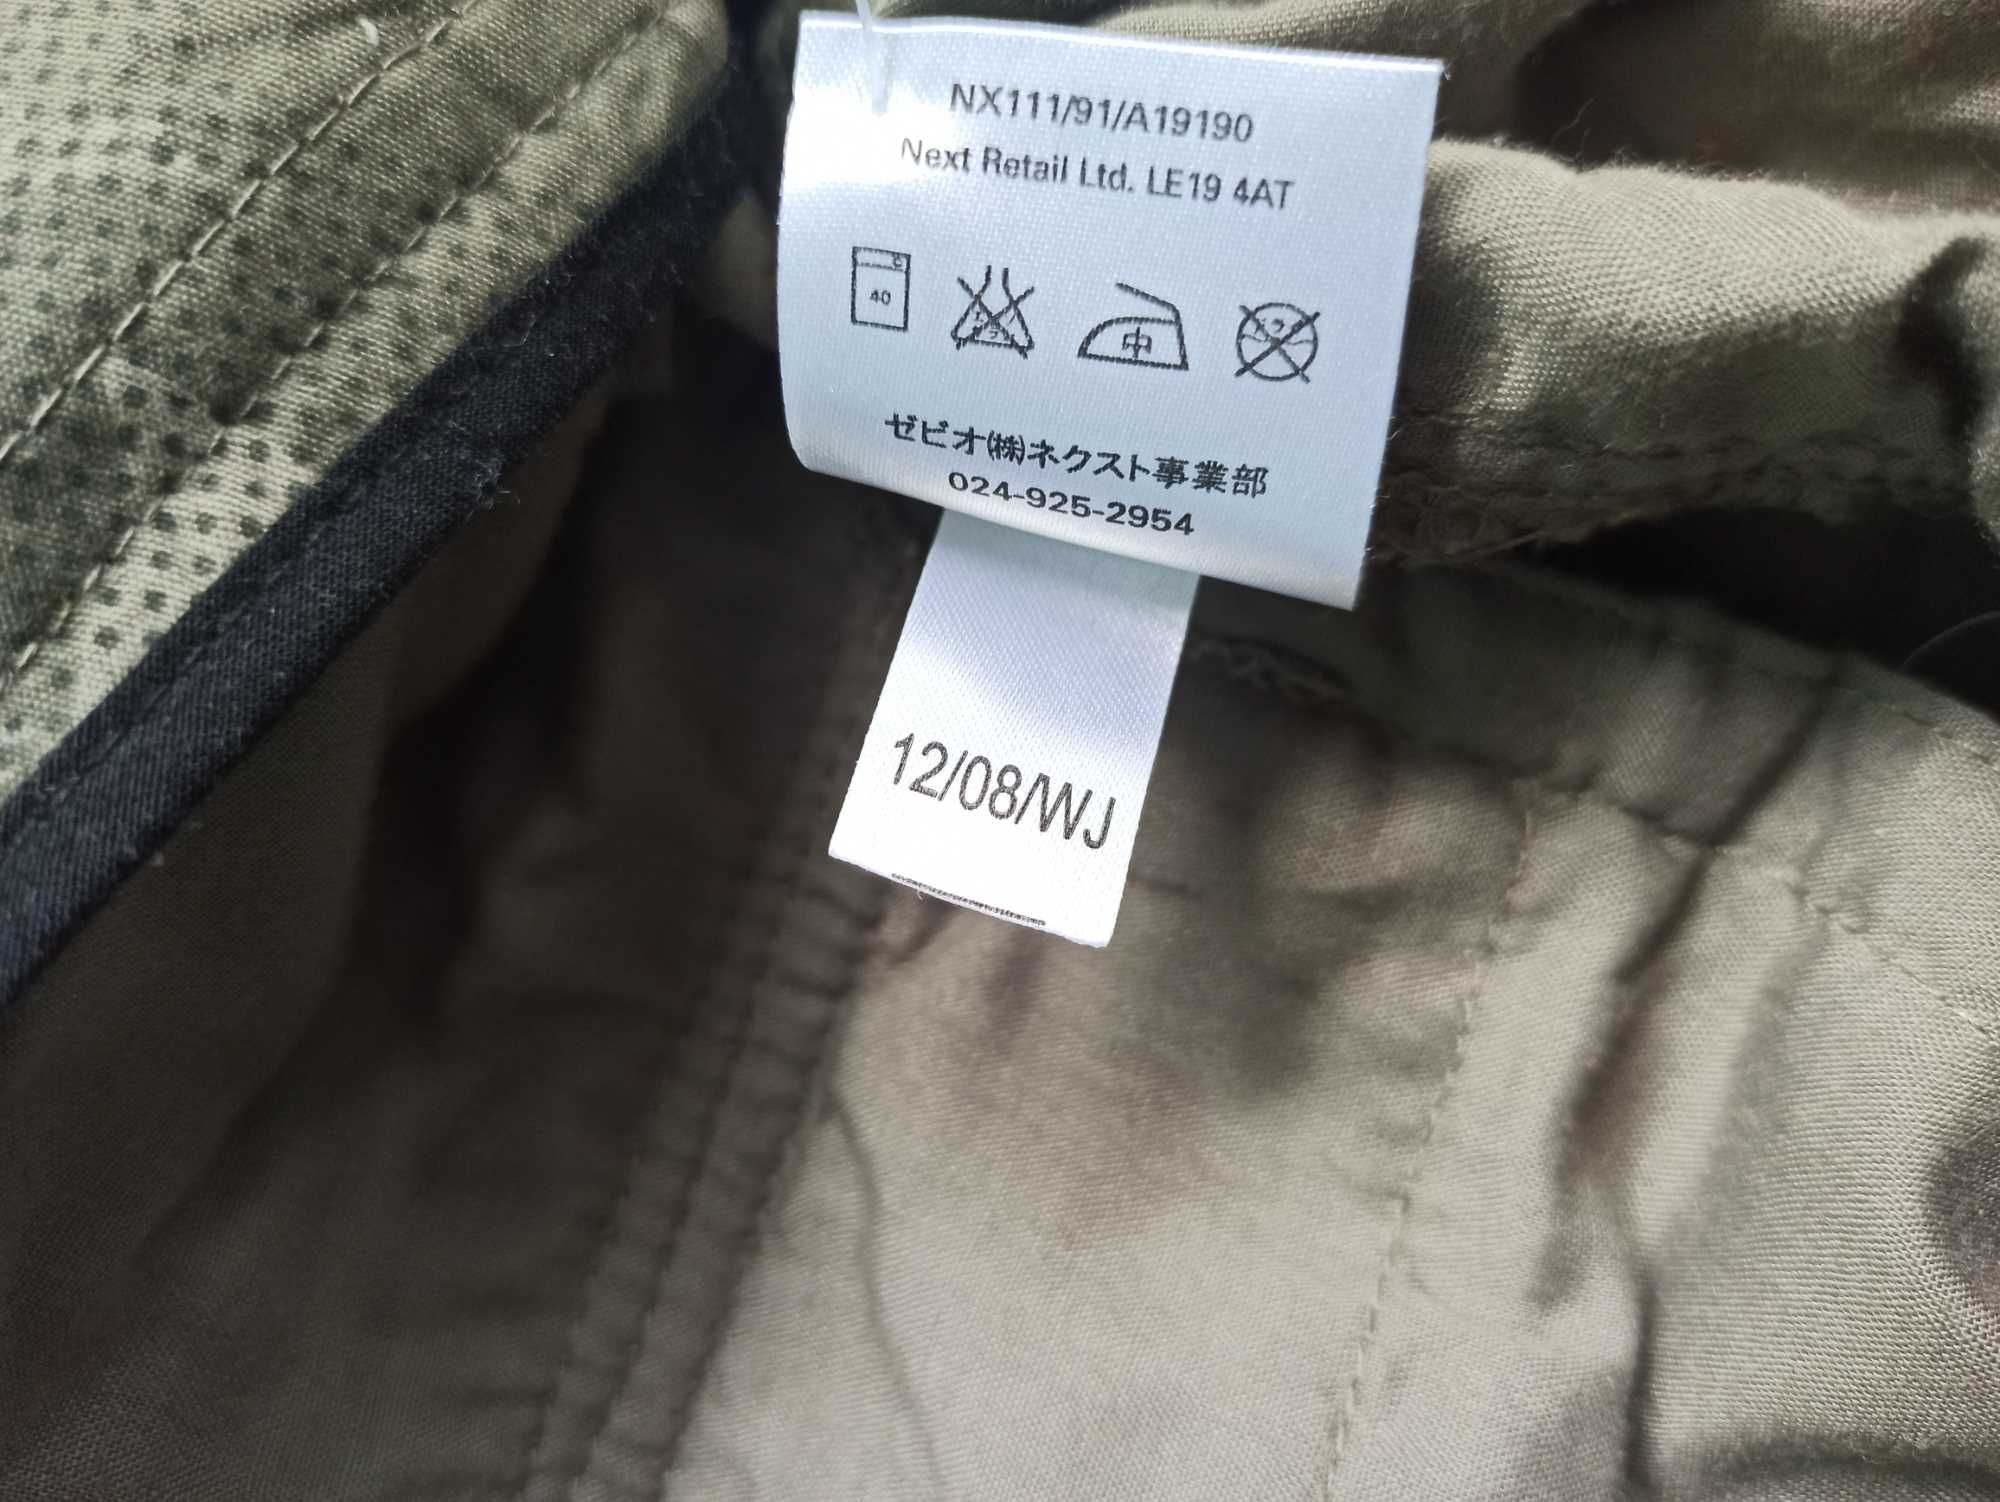 NX111/91/A19190
Next Retail Ltd. LE19 4AT
40
中
ゼビオ(株)ネクスト事業部
024-925-2954
12/08/WJ